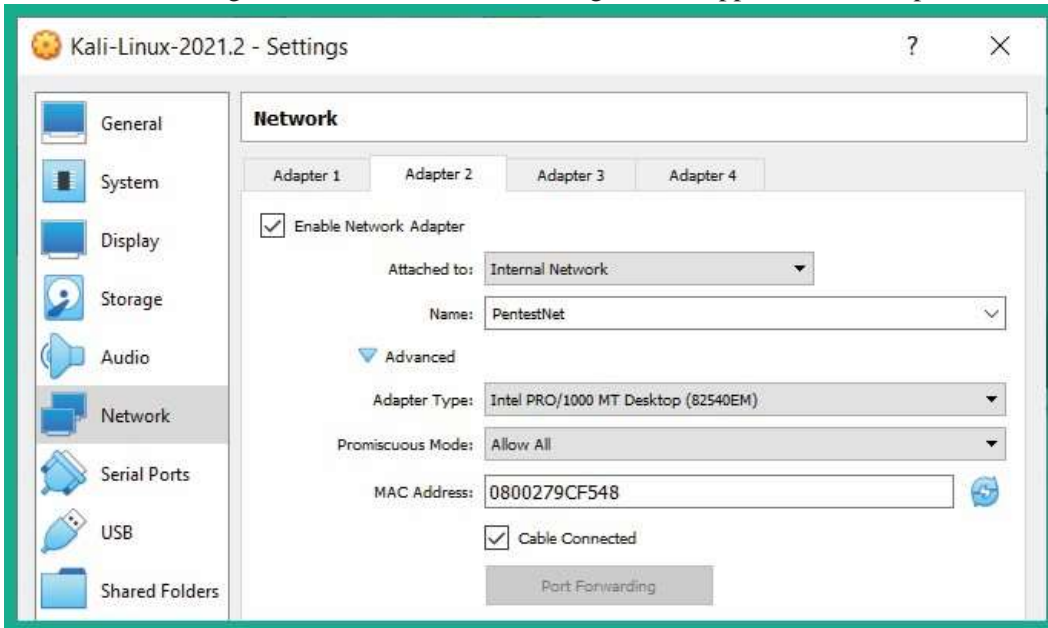 Kali-Linux-2021.2 - Settings ? ×
General
System
Display
Storage
Audio
Network
Serial Ports
USB
Shared Folders
Network
Adapter 1 Adapter 2 Adapter 3 Adapter 4
Enable Network Adapter
Attached to: Internal Network
Name: PentestNet
Advanced
Adapter Type: Intel PRO/1000 MT Desktop (82540EM)
Promiscuous Mode: Allow All
MAC Address: 0800279CF548
Cable Connected
Port Forwarding